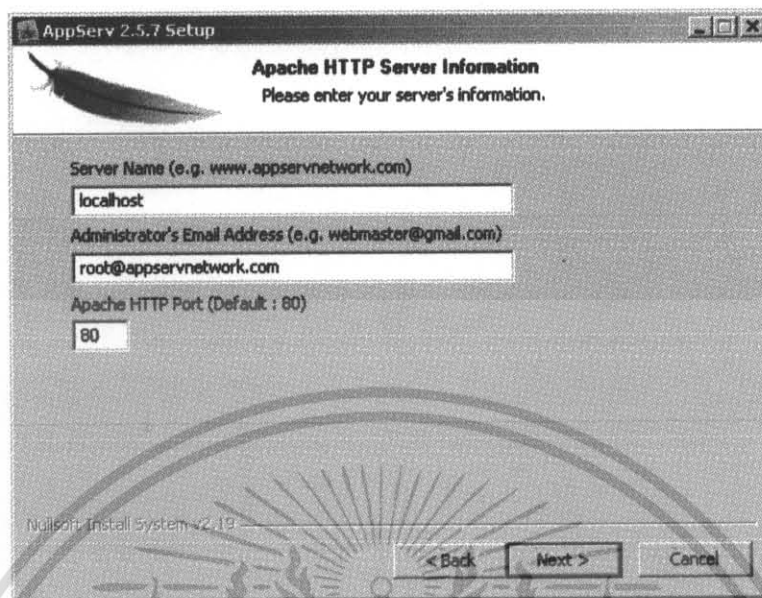 AppServ 2.5.7 Setup
Apache HTTP Server Information
Please enter your server's information.
Server Name (e.g. www.appservnetwork.com)
localhost
Administrator's Email Address (e.g. webmaster@gmail.com)
root@appservnetwork.com
Apache HTTP Port (Default : 80)
80
Nullsoft Install System v2.19
< Back Next > Cancel